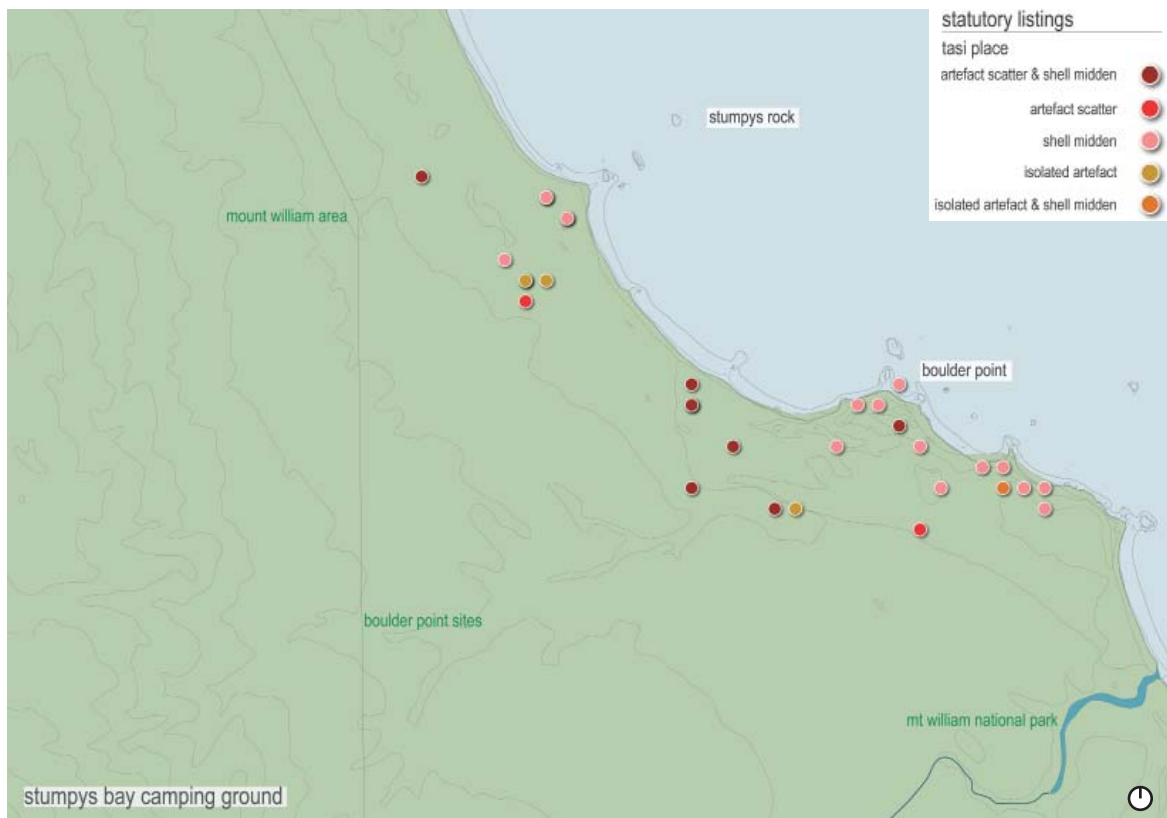 statutory listings
tasi place
artefact scatter & shell midden
artefact scatter
shell midden
isolated artefact
isolated artefact & shell midden
stumpys rock
mount william area
boulder point
boulder point sites
mt william national park
stumpys bay camping ground